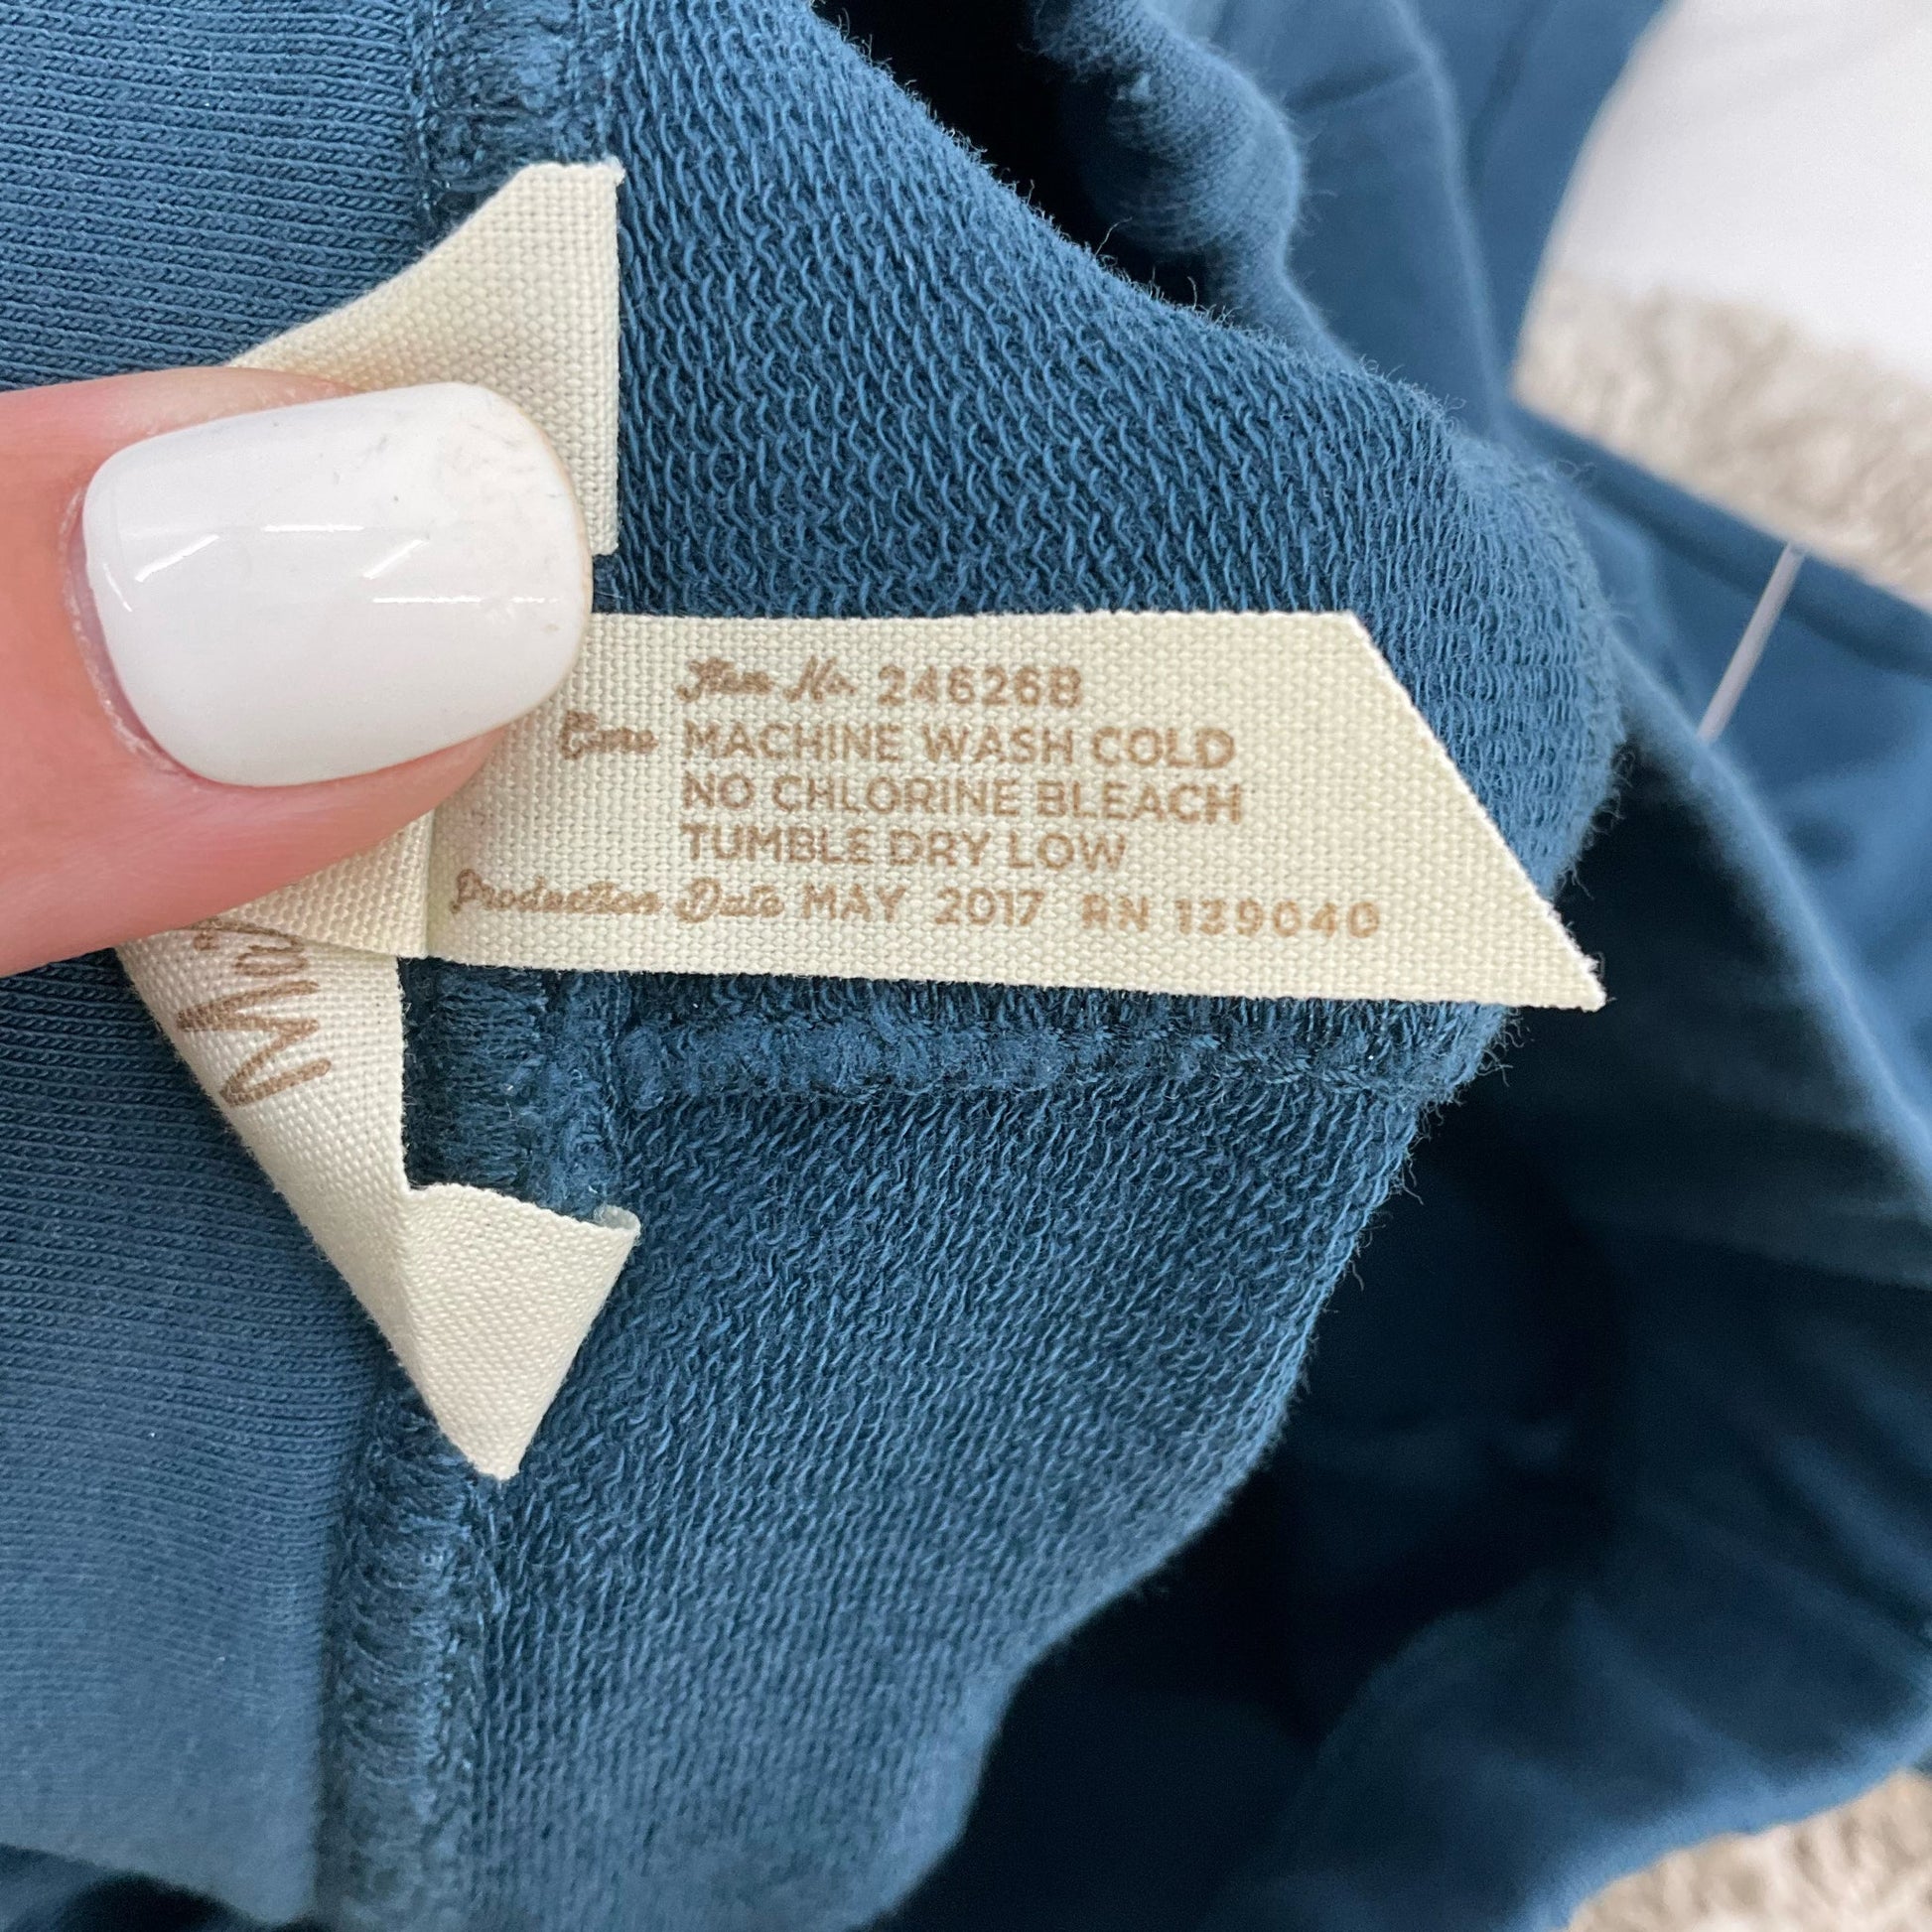 Item No. 24626B
Care MACHINE WASH COLD
NO CHLORINE BLEACH
TUMBLE DRY LOW
Production Date MAY 2017 RN 139040